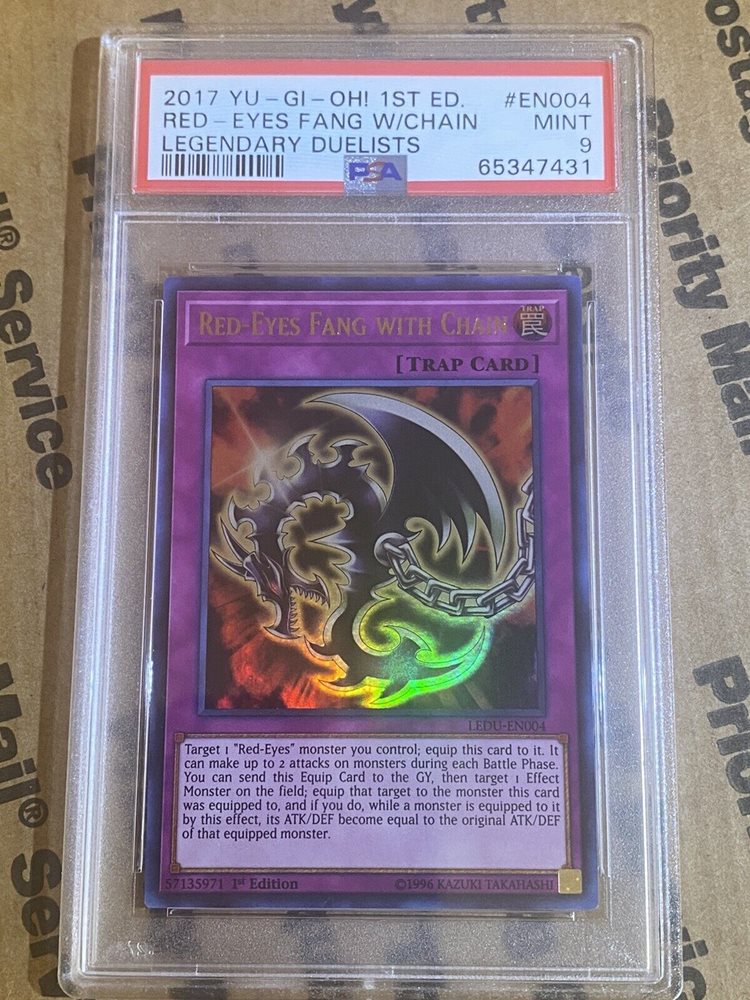 2017 YU-GI-OH! 1ST ED. #EN004
RED-EYES FANG W/CHAIN MINT
LEGENDARY DUELISTS 9
PSA 65347431
RED-EYES FANG WITH CHAIN
TRAP
罠
[TRAP CARD]
LEDU-EN004
Target 1 "Red-Eyes" monster you control; equip this card to it. It
can make up to 2 attacks on monsters during each Battle Phase.
You can send this Equip Card to the GY, then target 1 Effect
Monster on the field; equip that target to the monster this card
was equipped to, and if you do, while a monster is equipped to it
by this effect, its ATK/DEF become equal to the original ATK/DEF
of that equipped monster.
57135971 1st Edition ©1996 KAZUKI TAKAHASHI
Mail® Service
Priority
Mail
Mail® Service
Priority